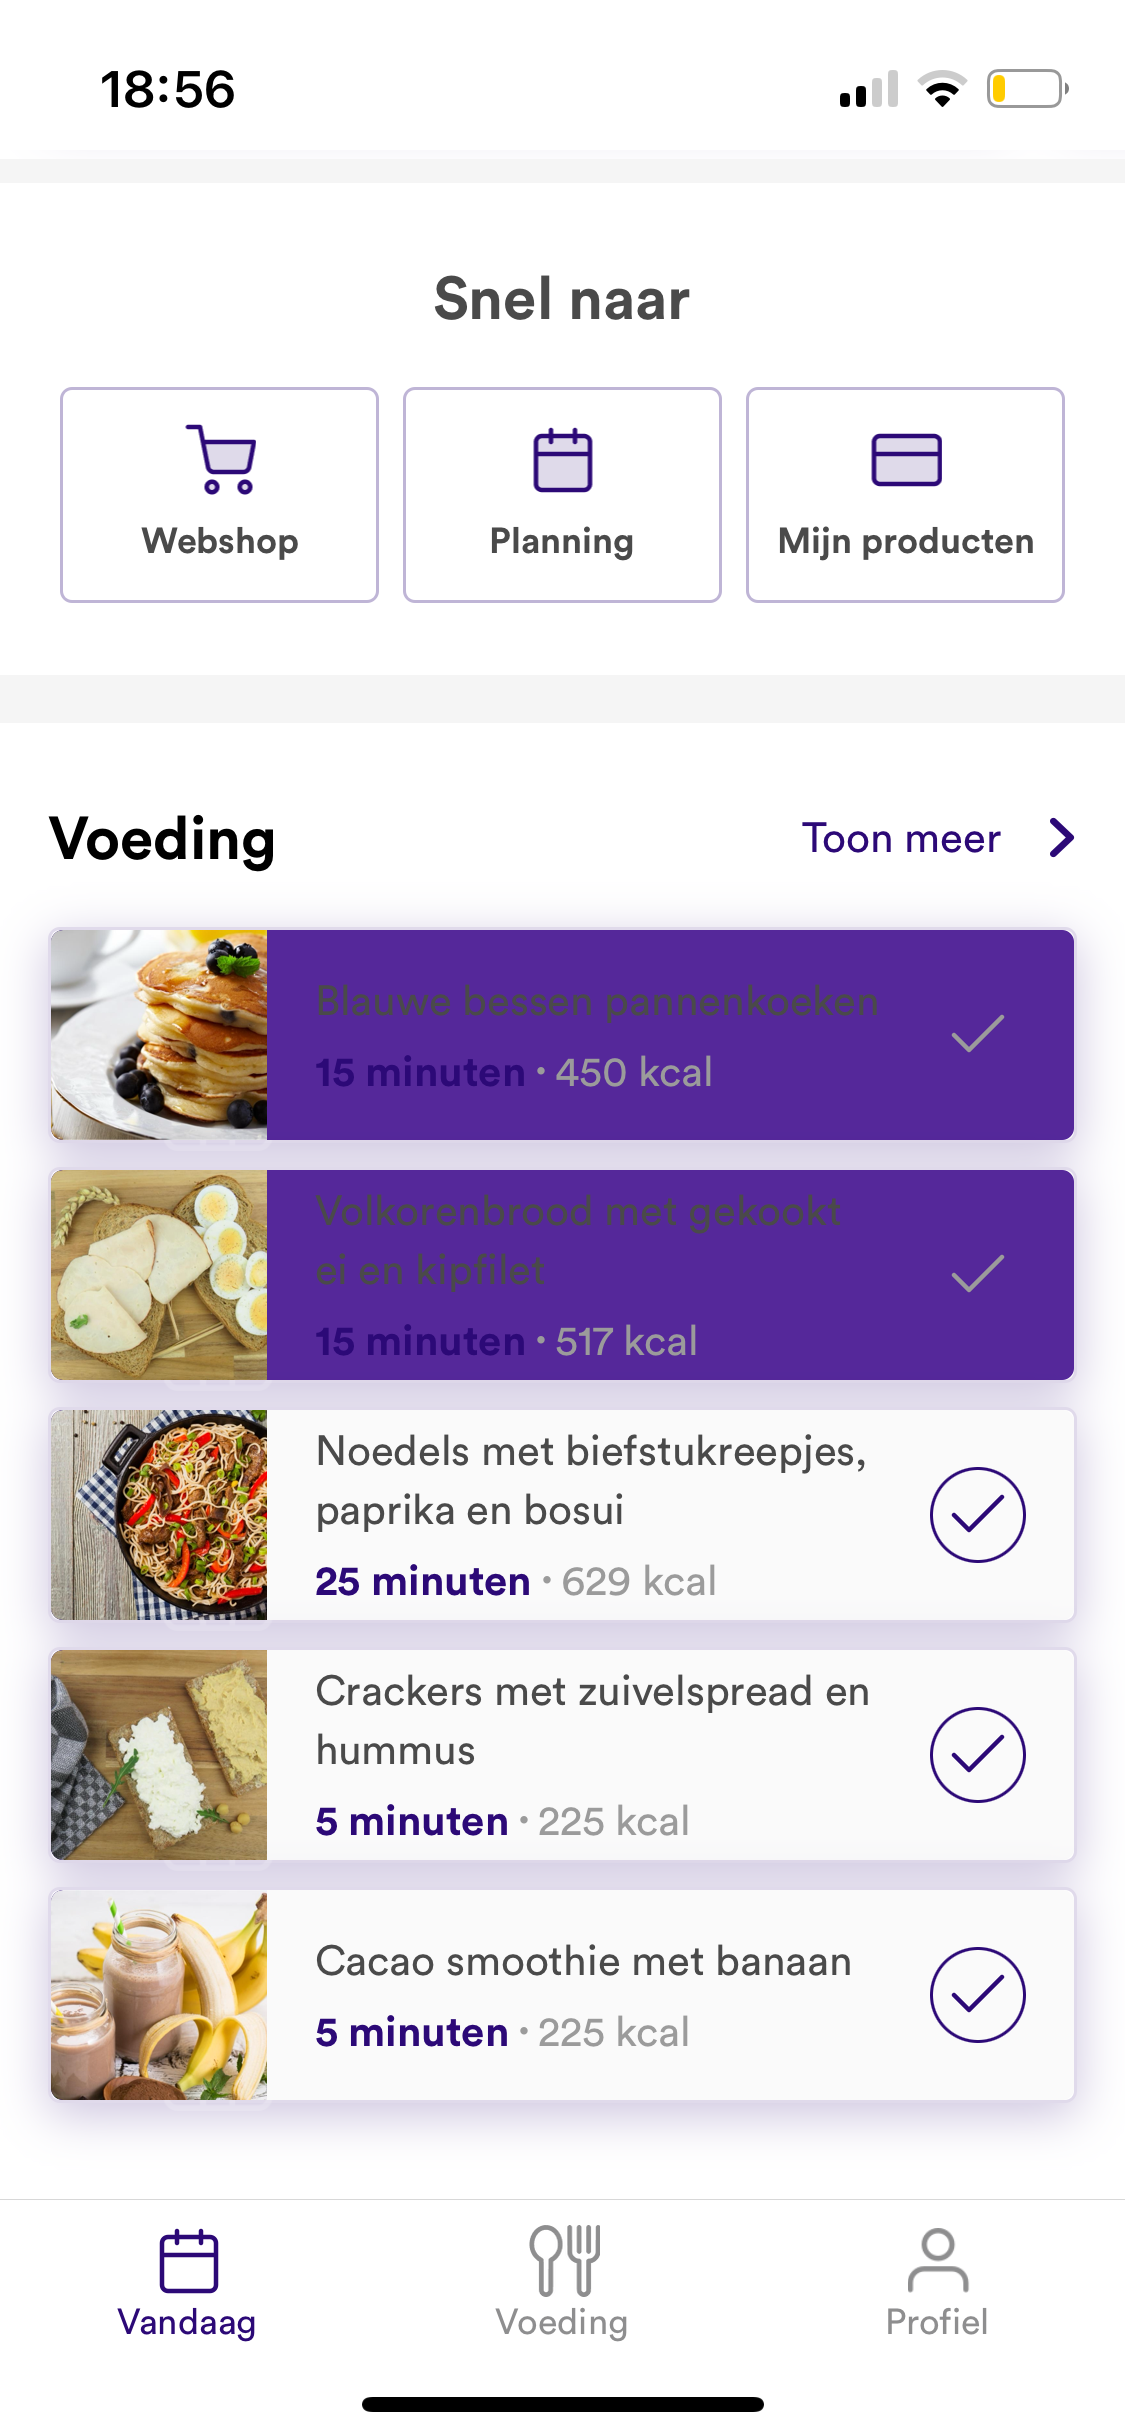 18:56
Snel naar
Webshop
Planning
Mijn producten
Voeding
Toon meer
Blauwe bessen pannenkoeken
15 minuten • 450 kcal
Volkorenbrood met gekookt
ei en kipfilet
15 minuten • 517 kcal
Noedels met biefstukreepjes,
paprika en bosui
25 minuten • 629 kcal
Crackers met zuivelspread en
hummus
5 minuten • 225 kcal
Cacao smoothie met banaan
5 minuten • 225 kcal
Vandaag
Voeding
Profiel